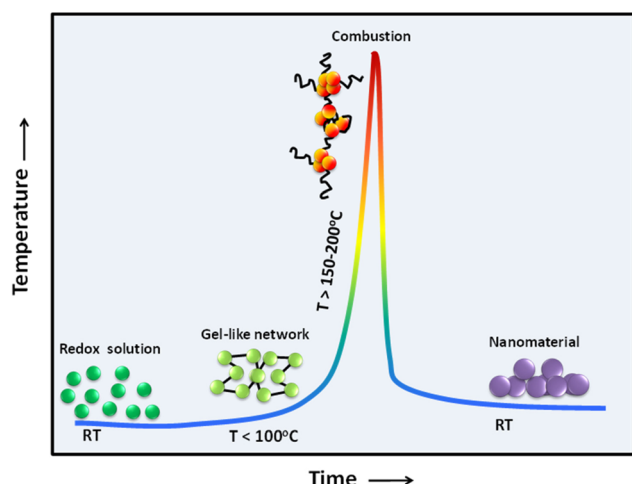 Combustion
Temperature
T > 150-200°C
Gel-like network
Redox solution
Nanomaterial
RT
T < 100°C
RT
Time